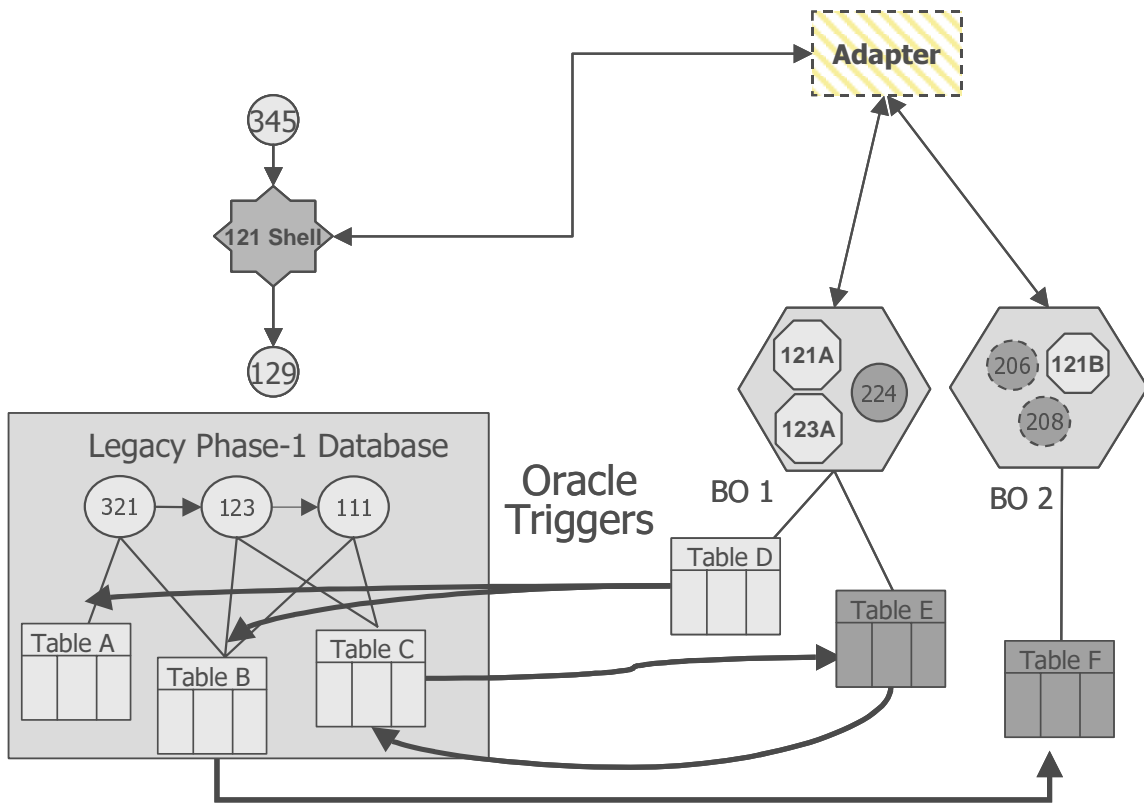 Adapter
345
121 Shell
129
121A
224
123A
206
121B
208
BO 1
BO 2
Legacy Phase-1 Database
321
123
111
Oracle
Triggers
Table A
Table B
Table C
Table D
Table E
Table F